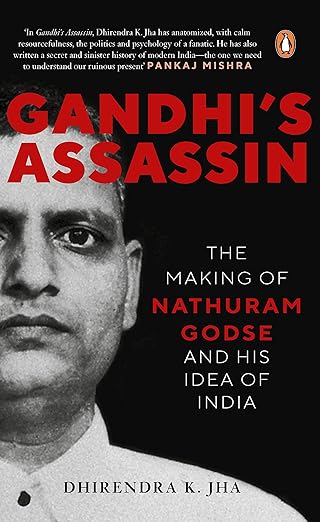 ‘In Gandhi’s Assassin, Dhirendra K. Jha has anatomized, with calm
resourcefulness, the politics and psychology of a fanatic. He has also
written a secret and sinister history of modern India—the one we need
to understand our ruinous present’ PANKAJ MISHRA
GANDHI’S
ASSASSIN
THE
MAKING OF
NATHURAM
GODSE
AND HIS
IDEA OF
INDIA
DHIRENDRA K. JHA